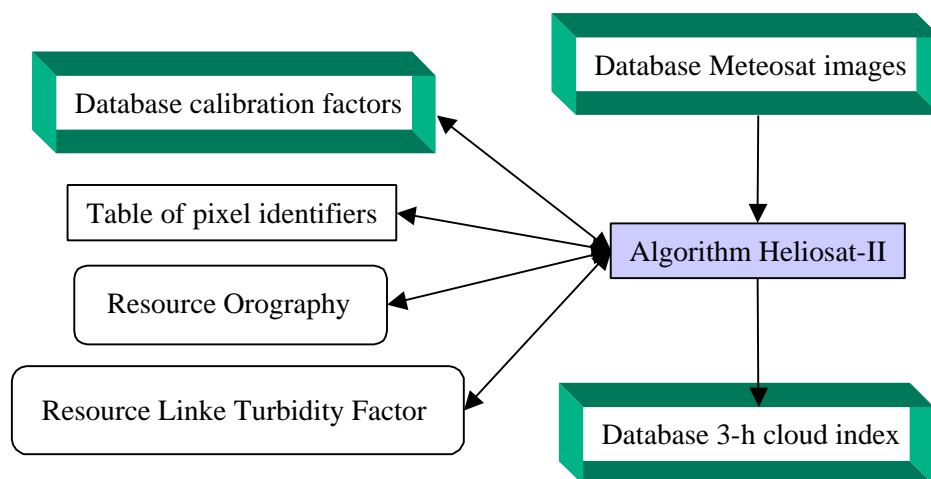 Database Meteosat images
Database calibration factors
Table of pixel identifiers
Algorithm Heliosat-II
Resource Orography
Resource Linke Turbidity Factor
Database 3-h cloud index